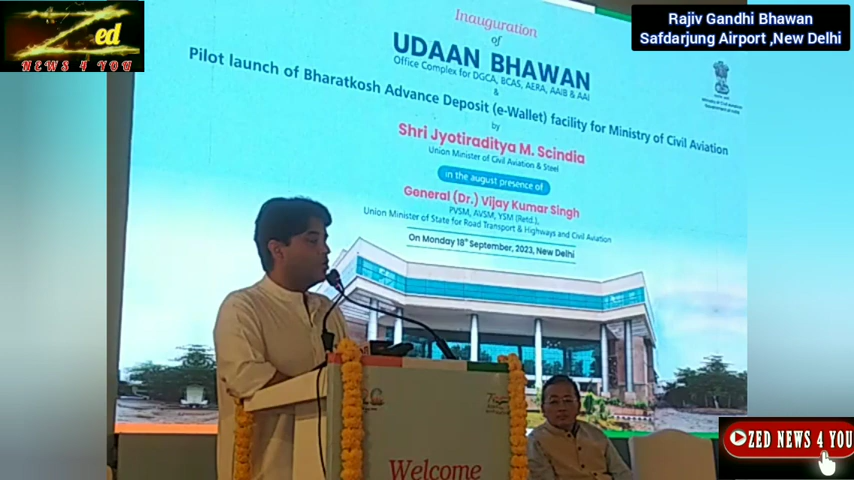 Zed
NEWS 4 YOU
Rajiv Gandhi Bhawan
Safdarjung Airport ,New Delhi
Inauguration
of
UDAAN BHAWAN
Office Complex for DGCA, BCAS, AERA, AAIB & AAI
&
Pilot launch of Bharatkosh Advance Deposit (e-Wallet) facility for Ministry of Civil Aviation
by
Shri Jyotiraditya M. Scindia
Union Minister of Civil Aviation & Steel
in the august presence of
General (Dr.) Vijay Kumar Singh
PVSM, AVSM, YSM (Retd.),
Union Minister of State for Road Transport & Highways and Civil Aviation
On Monday 18th September, 2023, New Delhi
Welcome
ZED NEWS 4 YOU